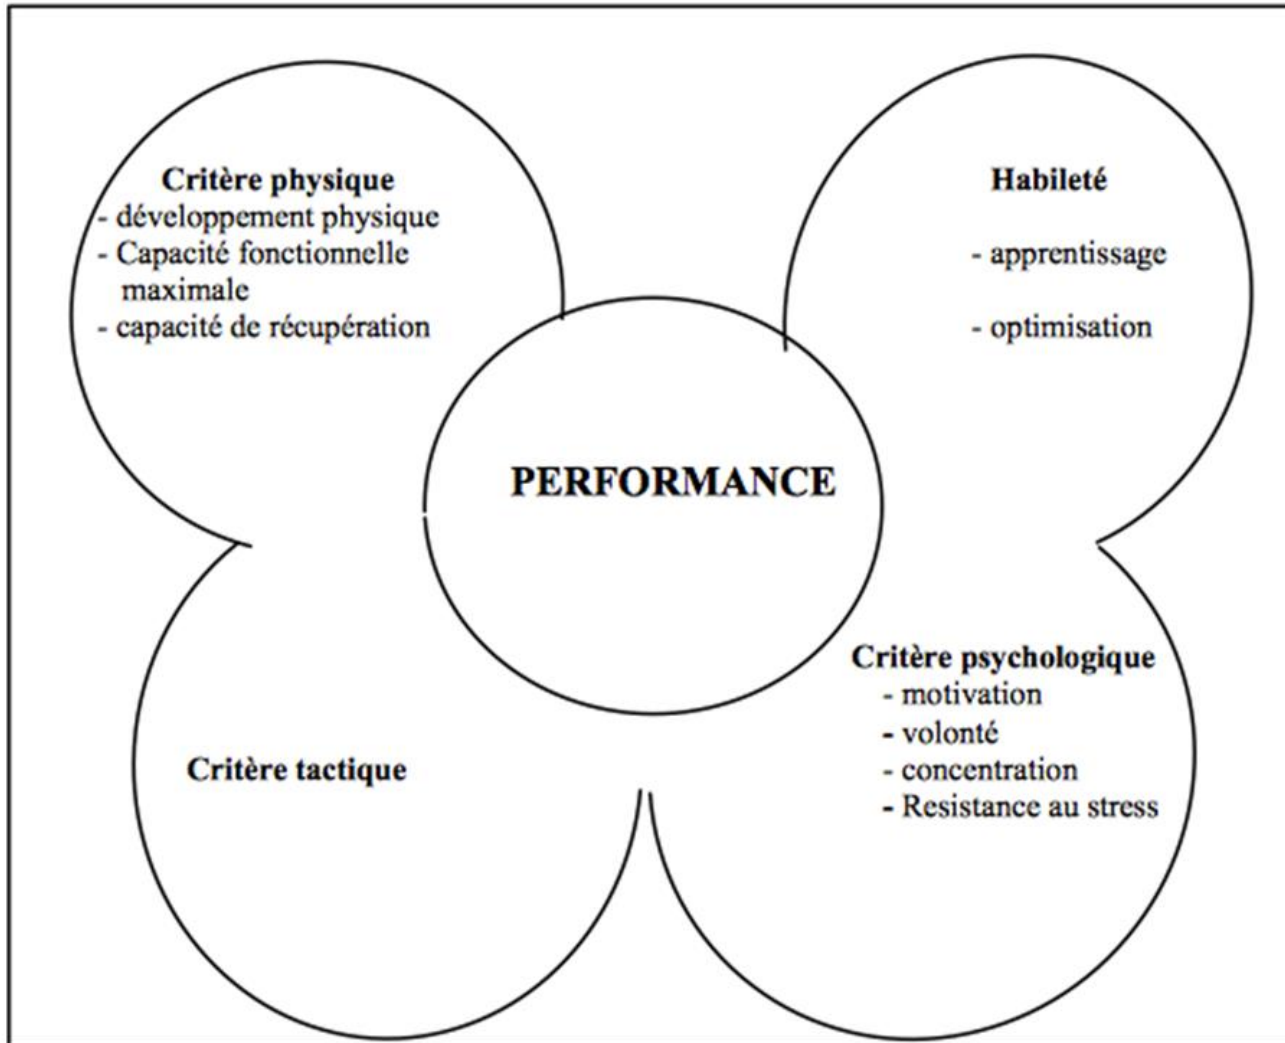 Critère physique
- développement physique
- Capacité fonctionnelle
maximale
- capacité de récupération
Habileté
- apprentissage
- optimisation
PERFORMANCE
Critère tactique
Critère psychologique
- motivation
- volonté
- concentration
- Resistance au stress